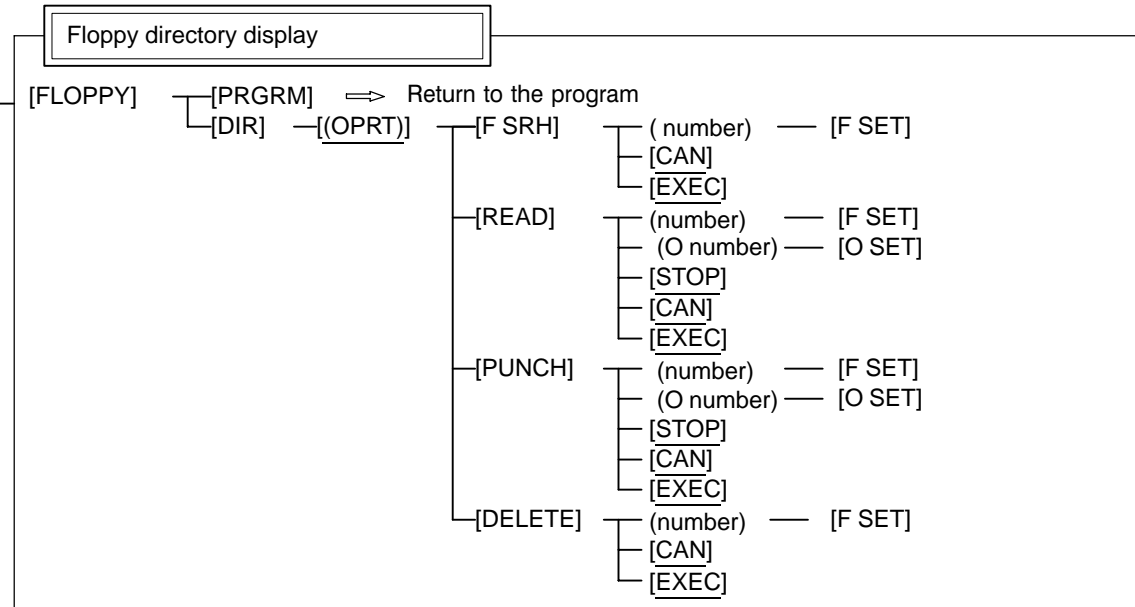 Floppy directory display
[FLOPPY] [PRGRM] Return to the program
[DIR] [(OPRT)] [F SRH] ( number) [F SET]
[CAN]
[EXEC]
[READ] (number) [F SET]
(O number) [O SET]
[STOP]
[CAN]
[EXEC]
[PUNCH] (number) [F SET]
(O number) [O SET]
[STOP]
[CAN]
[EXEC]
[DELETE] (number) [F SET]
[CAN]
[EXEC]